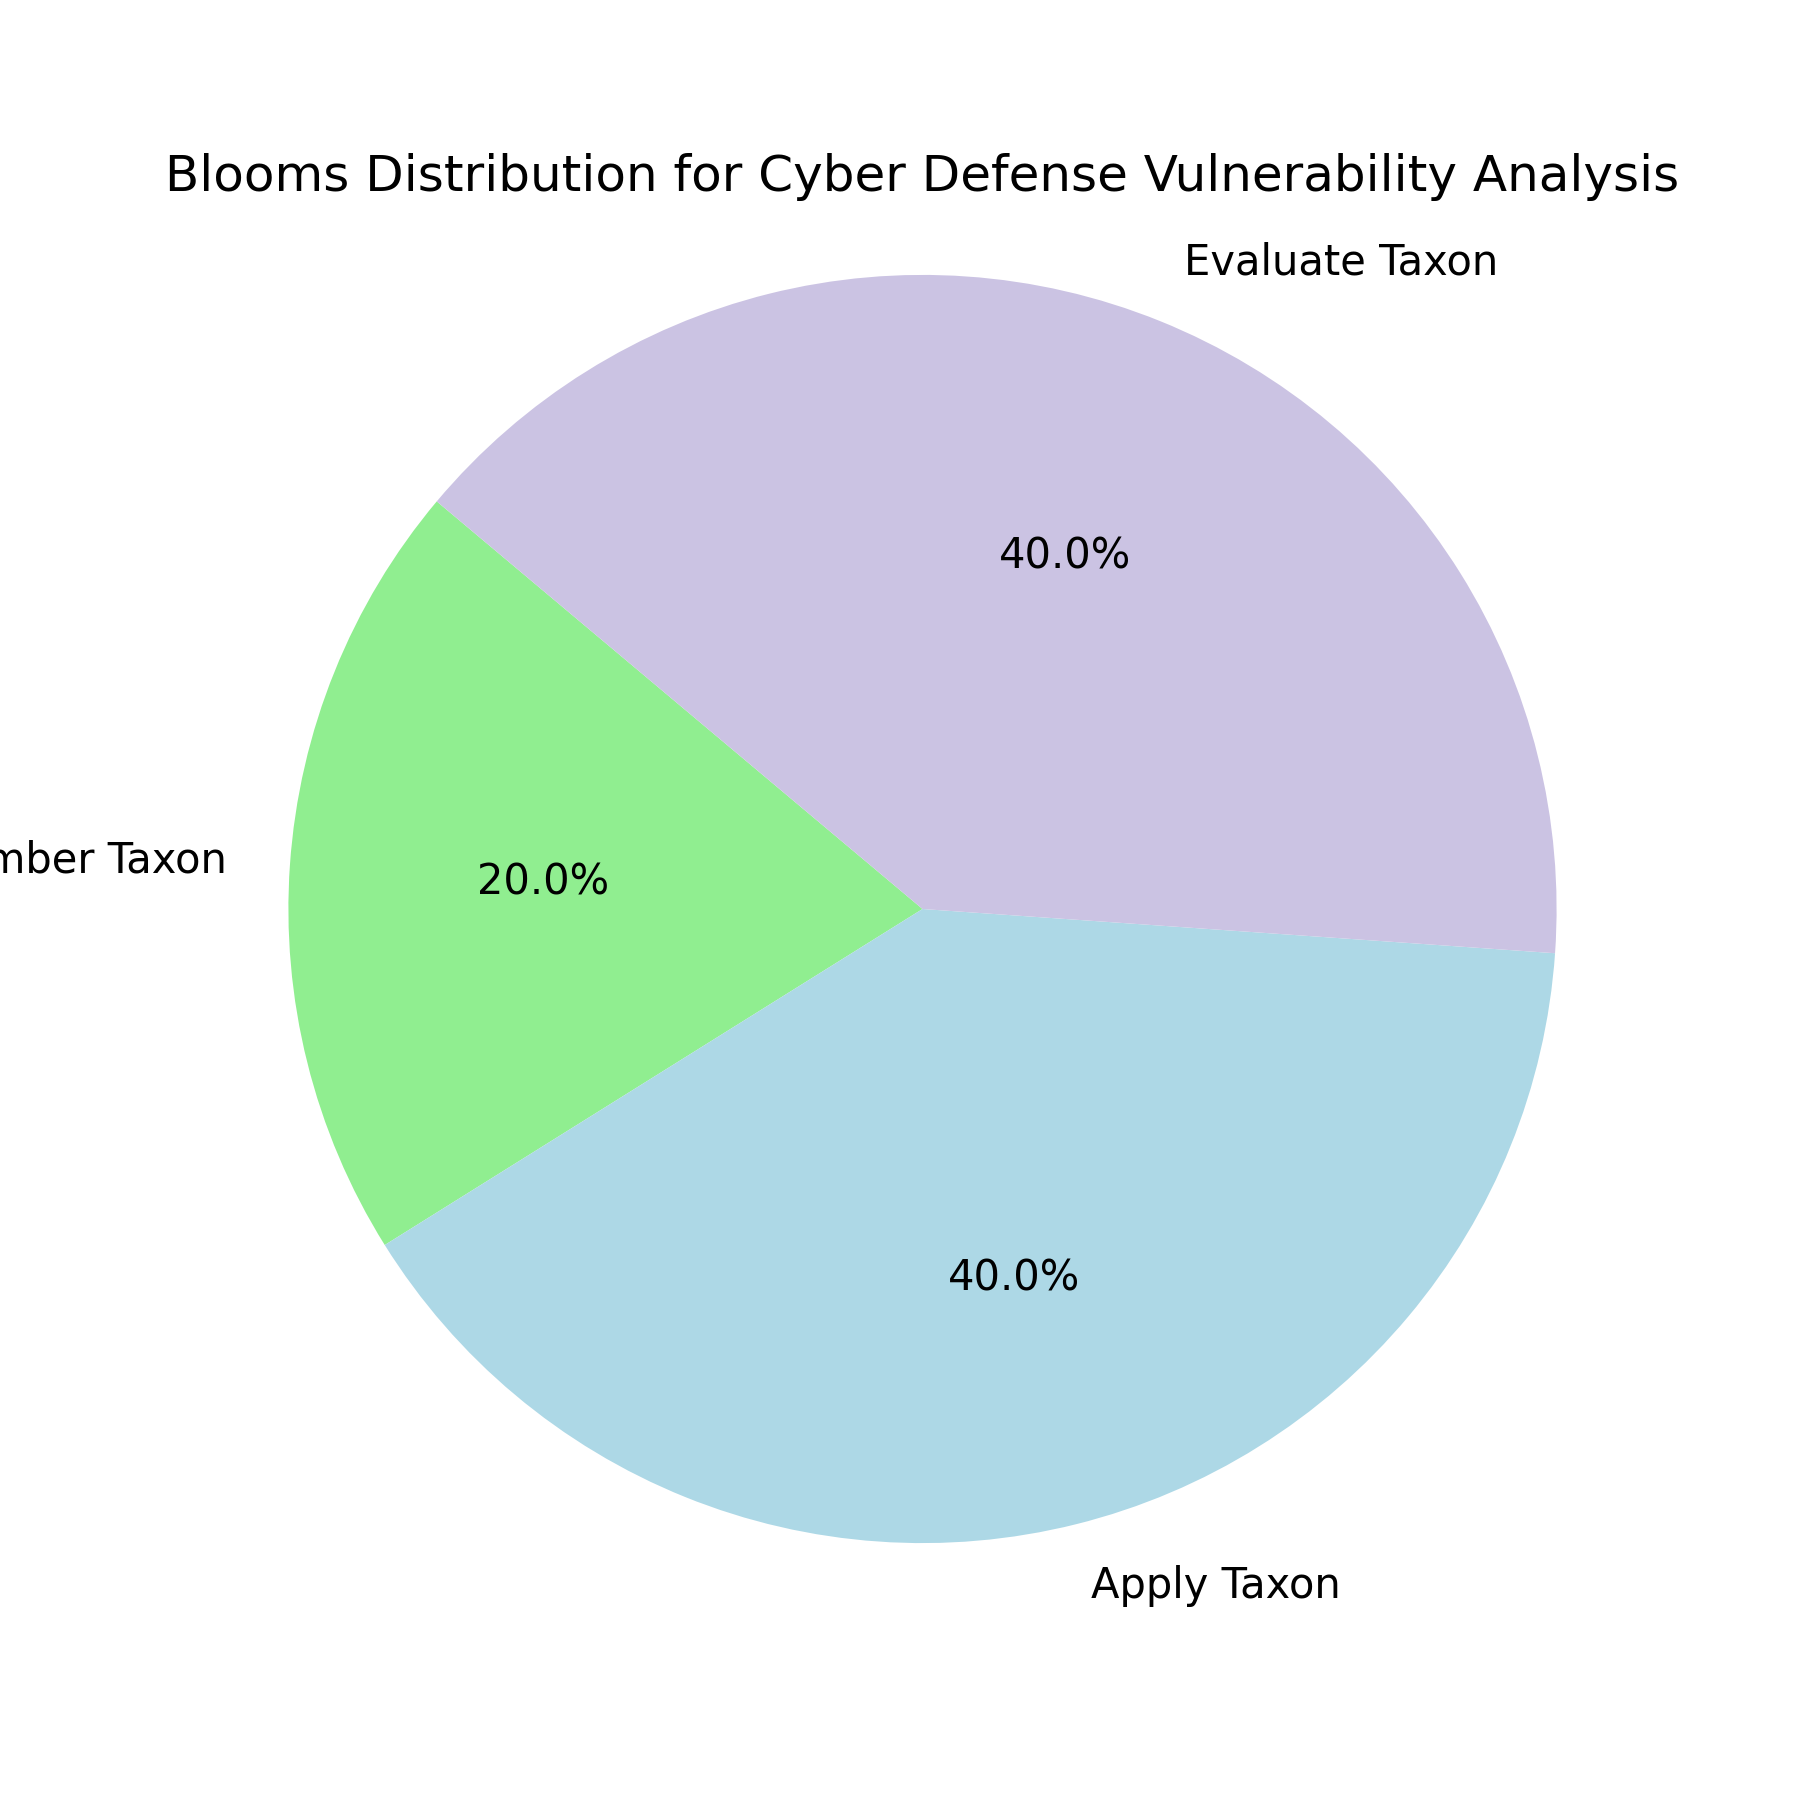 Blooms Distribution for Cyber Defense Vulnerability Analysis
Evaluate Taxon
40.0%
mber Taxon
20.0%
40.0%
Apply Taxon